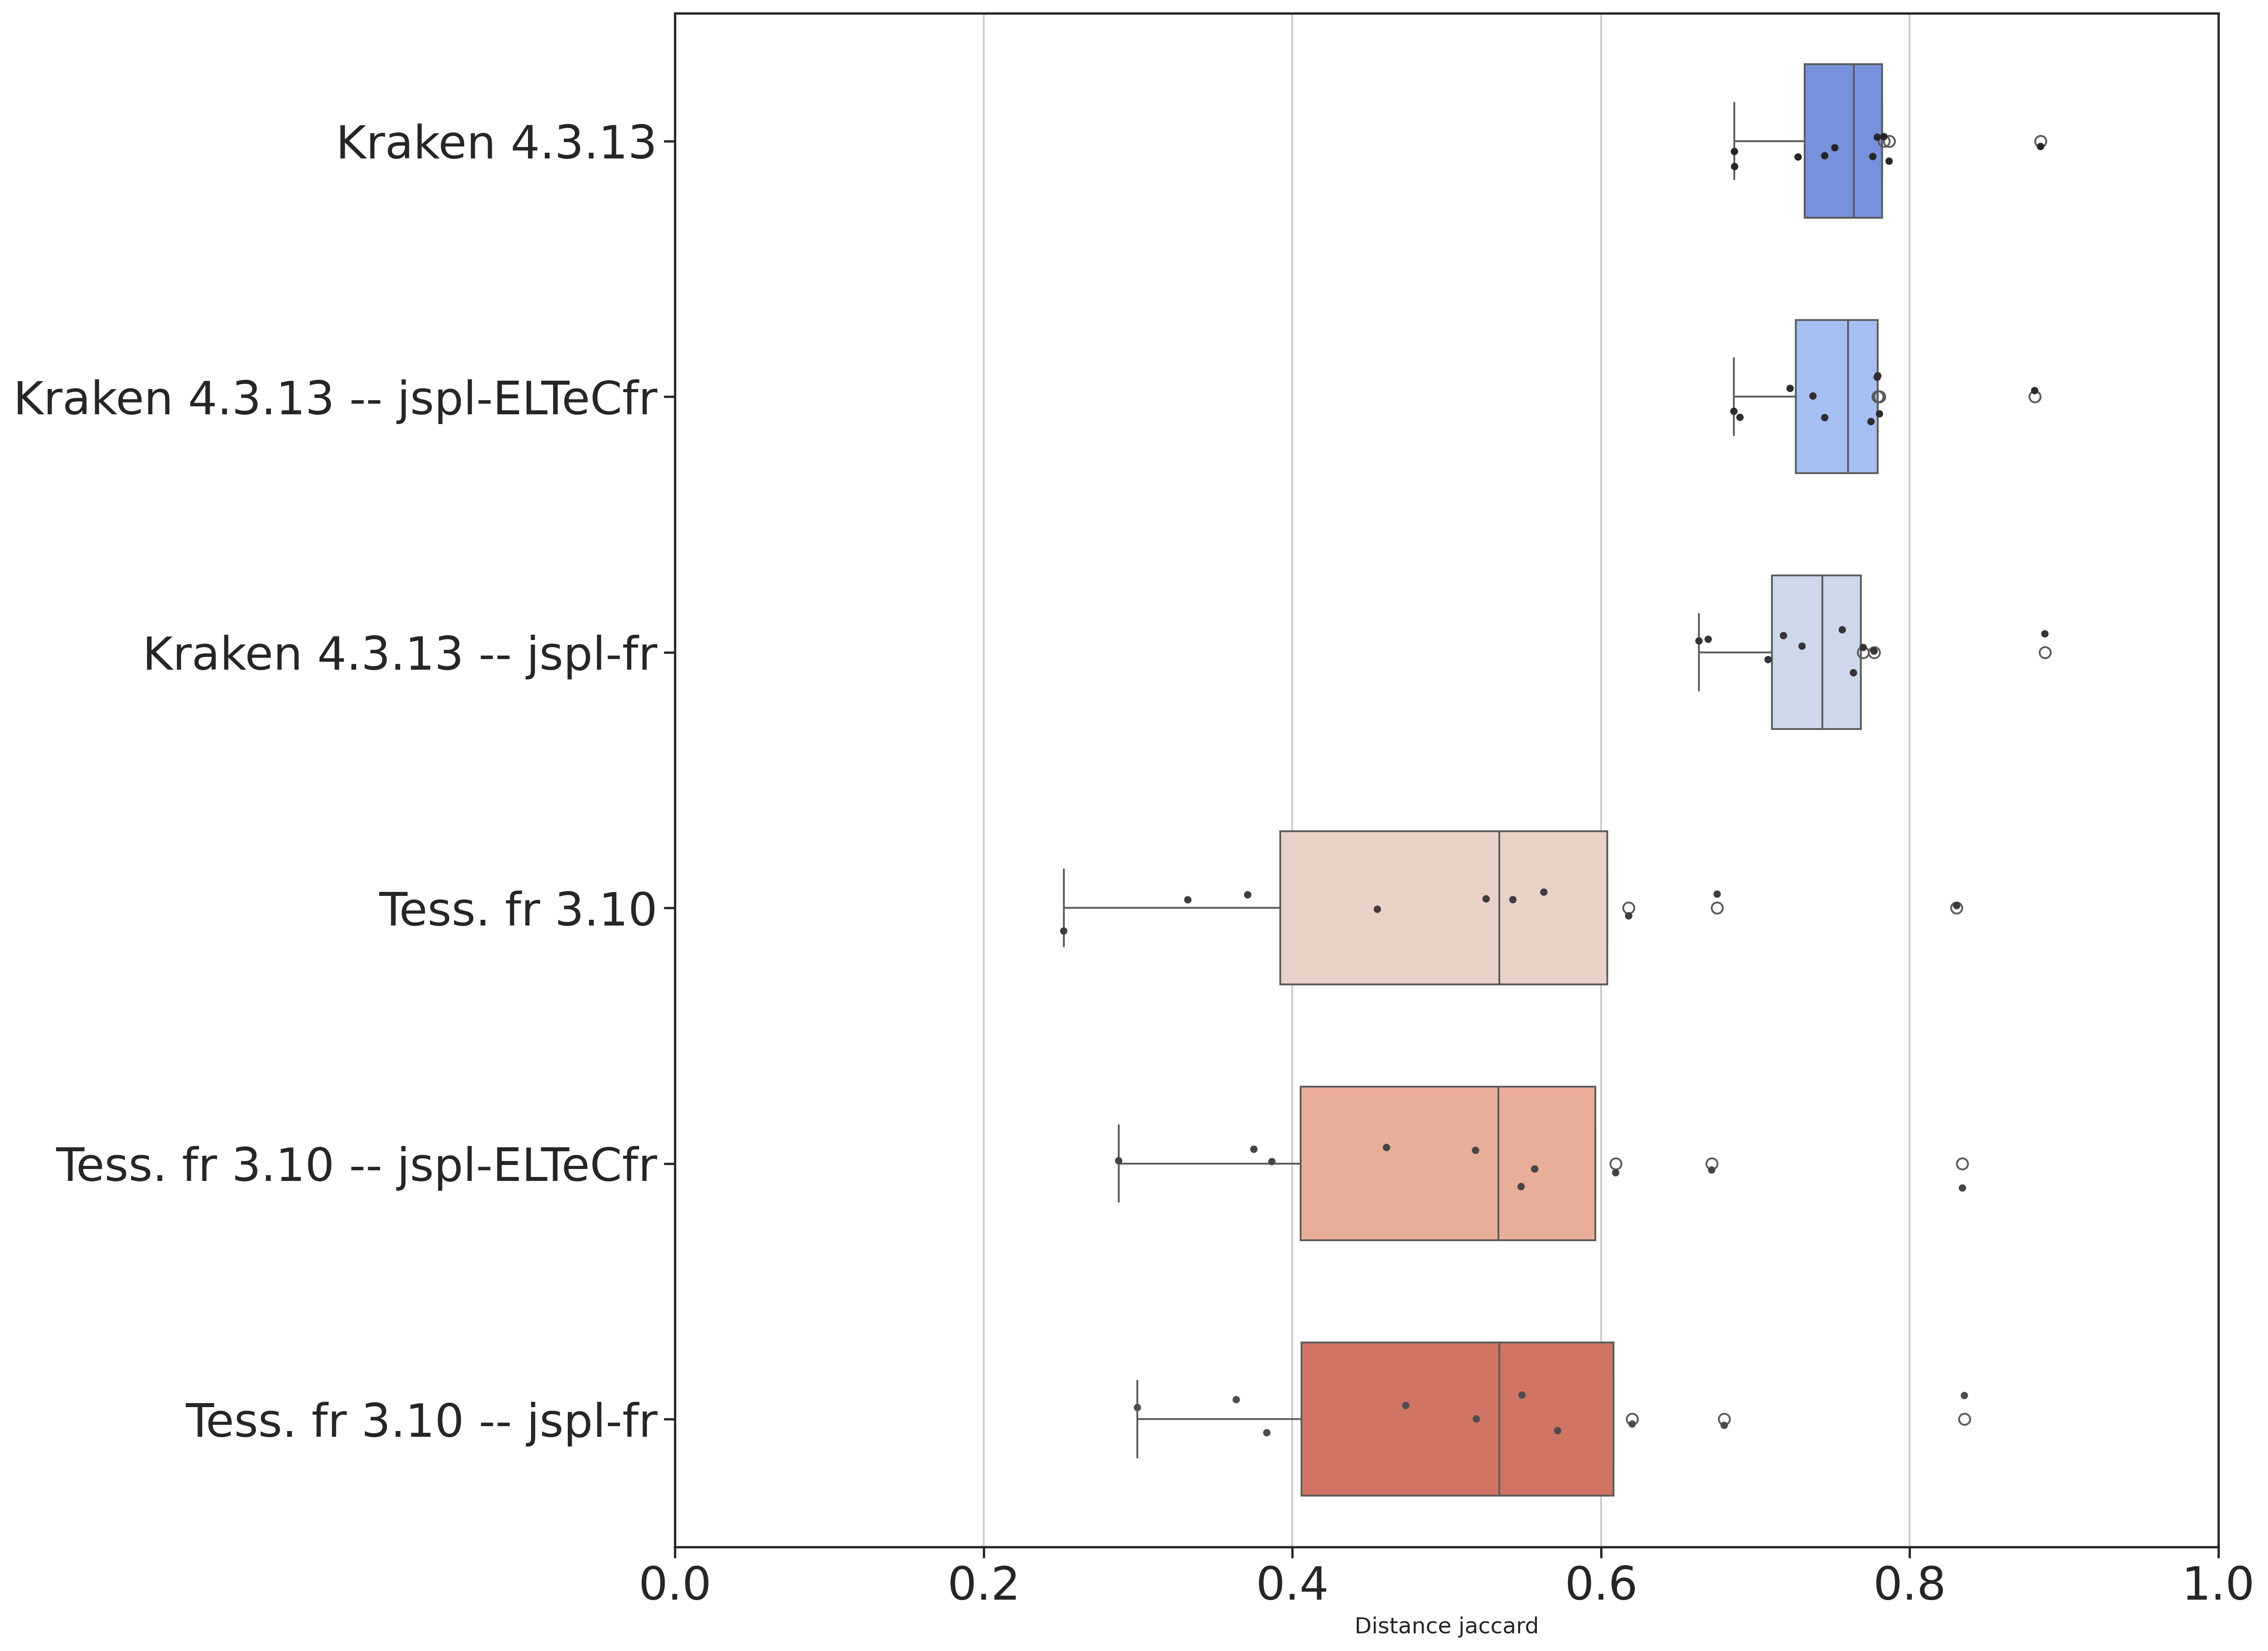 Kraken 4.3.13
Kraken 4.3.13 -- jspl-ELTeCfr
Kraken 4.3.13 -- jspl-fr
Tess. fr 3.10
Tess. fr 3.10 -- jspl-ELTeCfr
Tess. fr 3.10 -- jspl-fr
0.0 0.2 0.4 0.6 0.8 1.0
Distance jaccard